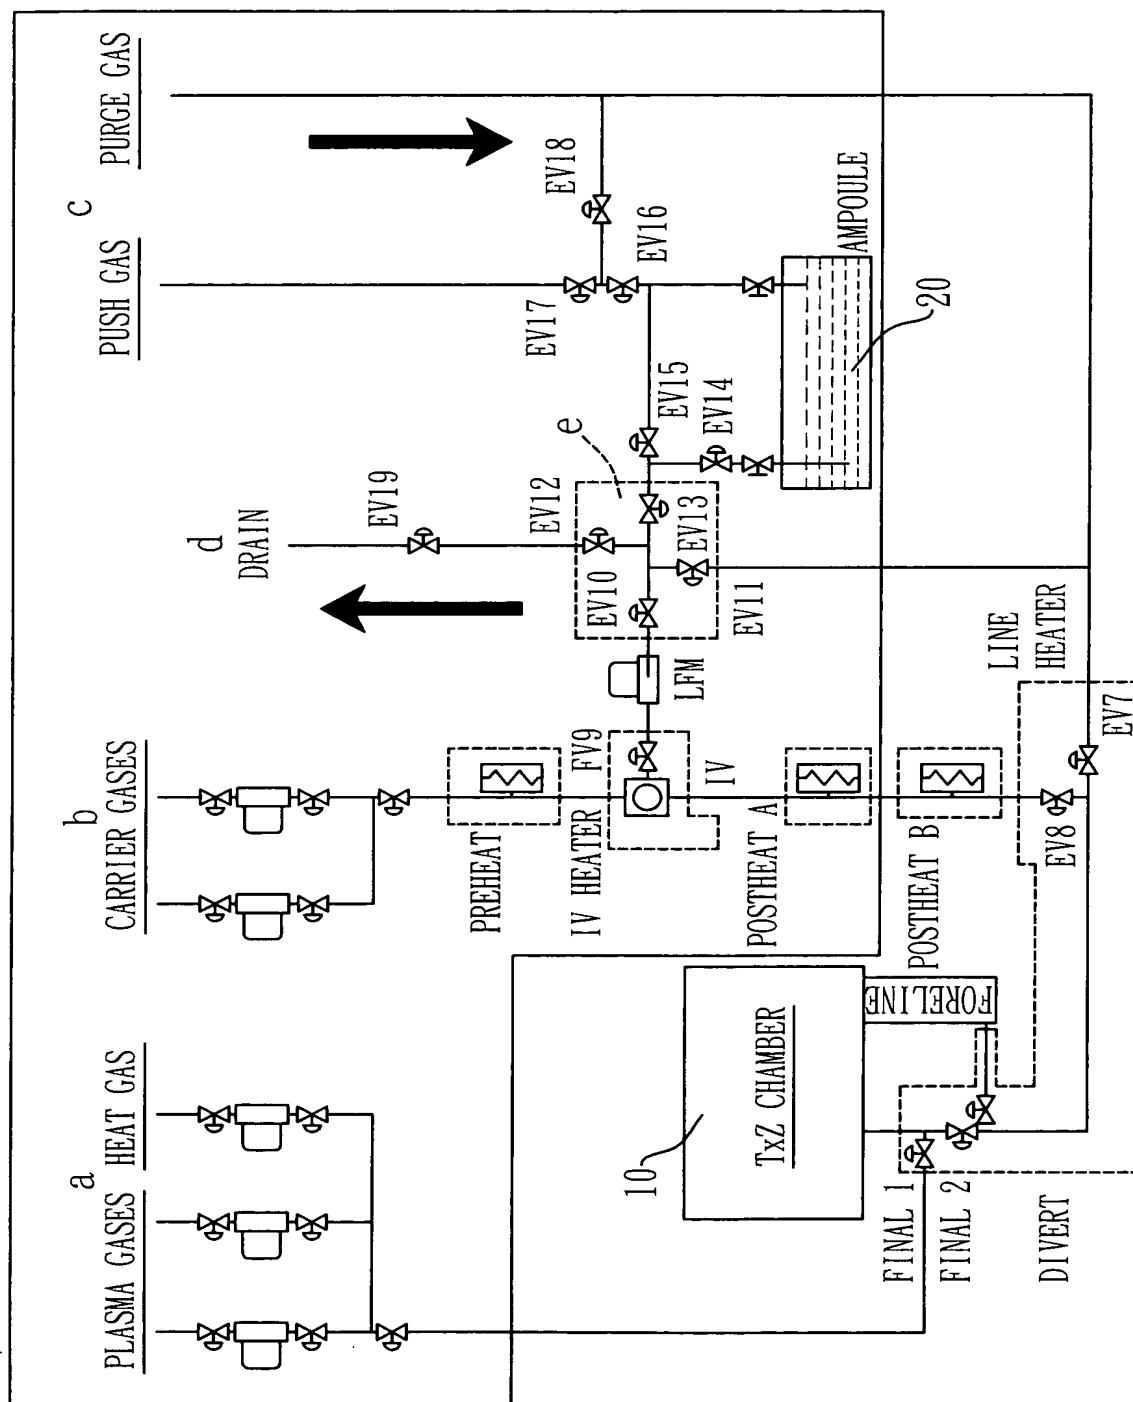 a
PLASMA GASES
HEAT GAS
b
CARRIER GASES
d
DRAIN
c
PUSH GAS
PURGE GAS
EV19
EV17
EV18
EV16
EV12
e
EV10
EV13
EV15
EV14
EV11
LFM
PREHEAT
IV HEATER
FV9
IV
POSTHEAT A
POSTHEAT B
AMPOULE
20
10
TxZ CHAMBER
FORELINE
LINE
HEATER
EV8
EV7
FINAL 1
FINAL 2
DIVERT